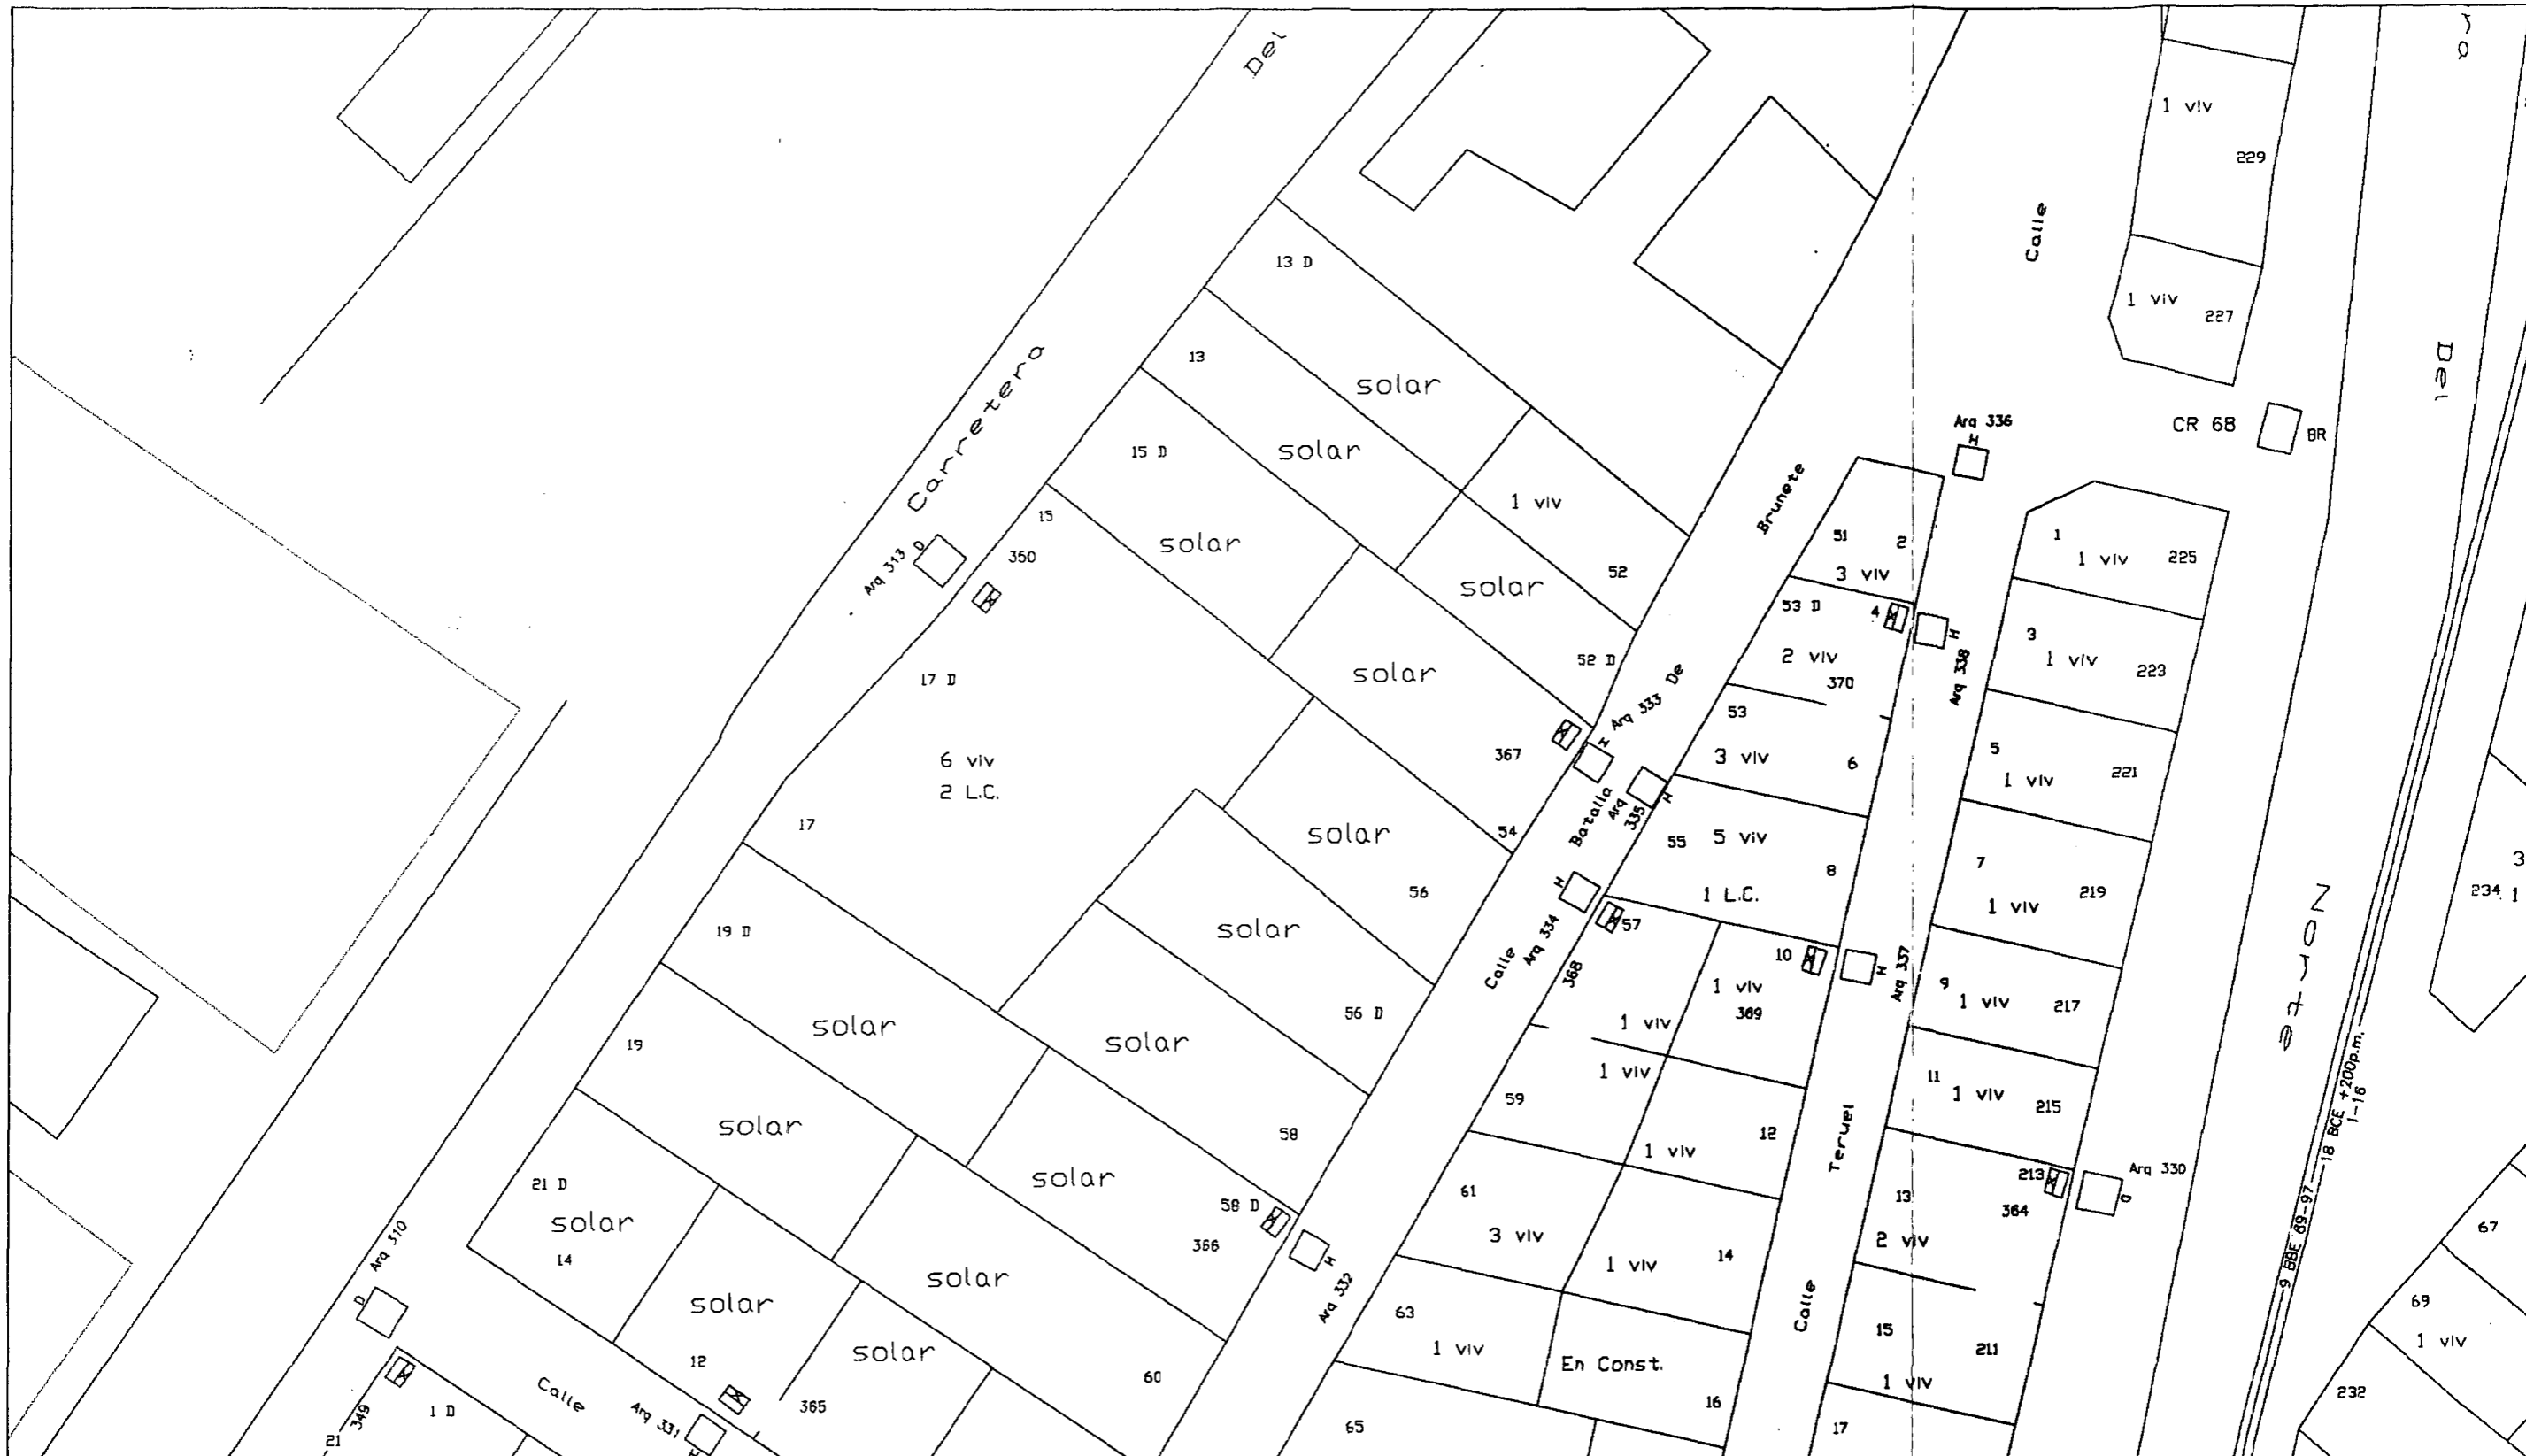 Del
ra
1 viv
229
Calle
13 D
1 viv
227
13
solar
Carretera
Del
15 D
solar
CR 68
BR
Arq 336
H
1 viv
Brunete
15
350
solar
Arq 313
D
51
2
3 viv
1
1 viv
225
solar
52
53 D
4
H
Arq 338
3
1 viv
223
17 D
solar
52 D
De
2 viv
370
Arq 333
H
53
3 viv
6
5
1 viv
221
6 viv
2 L.C.
367
Batalla
Arq
335
H
17
solar
54
55
5 viv
8
1 L.C.
7
1 viv
219
3
234
1
56
H
Arq 334
57
Norte
19 D
solar
Calle
368
10
H
Arq 337
1 viv
369
9
1 viv
217
solar
56 D
1 viv
19
solar
1 viv
59
11
1 viv
215
9 BBE 89-97 18 BCE +200p.m.
1-16
solar
58
1 viv
12
Teruel
21 D
solar
14
solar
58 D
366
61
3 viv
13
2 viv
213
364
Arq 330
D
67
Arq 310
D
H
Arq 332
1 viv
14
Calle
solar
solar
63
1 viv
En Const.
15
211
1 viv
69
1 viv
12
solar
60
16
232
Calle
365
Arq 331
H
349
21
1 D
65
17